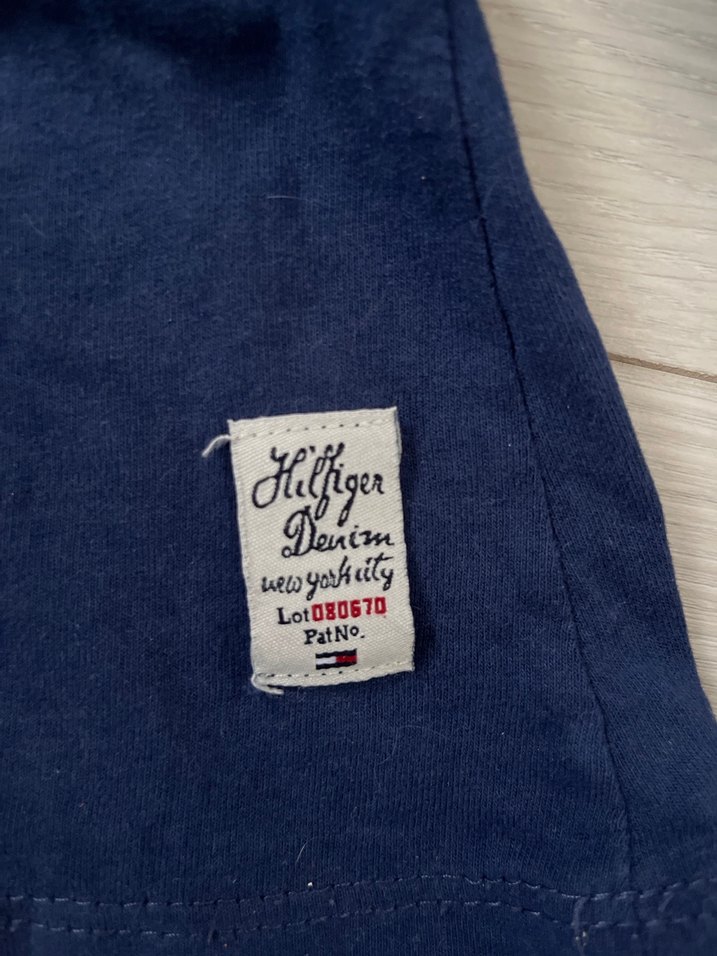 Hilfiger
Denim
new york city
Lot 080670
Pat No.